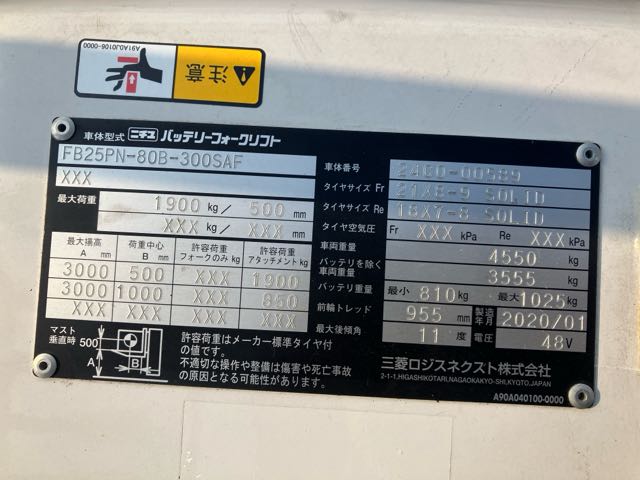 A91A0J0106-0000
注意
車体型式 ニチユ バッテリーフォークリフト
FB25PN-80B-300SAF
XXX
最大荷重 1900 kg／ 500 mm
XXX kg／ XXX mm
最大揚高 A mm 荷重中心 B mm 許容荷重 フォークのみ kg 許容荷重 アタッチメント kg
3000 500 XXX 1900
3000 1000 XXX 850
XXX XXX XXX XXX
マスト垂直時 500 A B
許容荷重はメーカー標準タイヤ付
の値です。
不適切な操作や整備は傷害や死亡事故
の原因となる可能性があります。
車体番号 2460-00589
タイヤサイズ Fr 21X8-9 SOLID
タイヤサイズ Re 18X7-8 SOLID
タイヤ空気圧 Fr XXX kPa Re XXX kPa
車両重量 4550 kg
バッテリを除く車両重量 3555 kg
バッテリ重量 最小 810 kg 最大 1025 kg
前輪トレッド 955 mm 製造年月 2020/01
最大後傾角 11 度 電圧 48 V
三菱ロジスネクスト株式会社
2-1-1,HIGASHIKOTARI,NAGAOKAKYO-SHI,KYOTO,JAPAN
A90A040100-0000